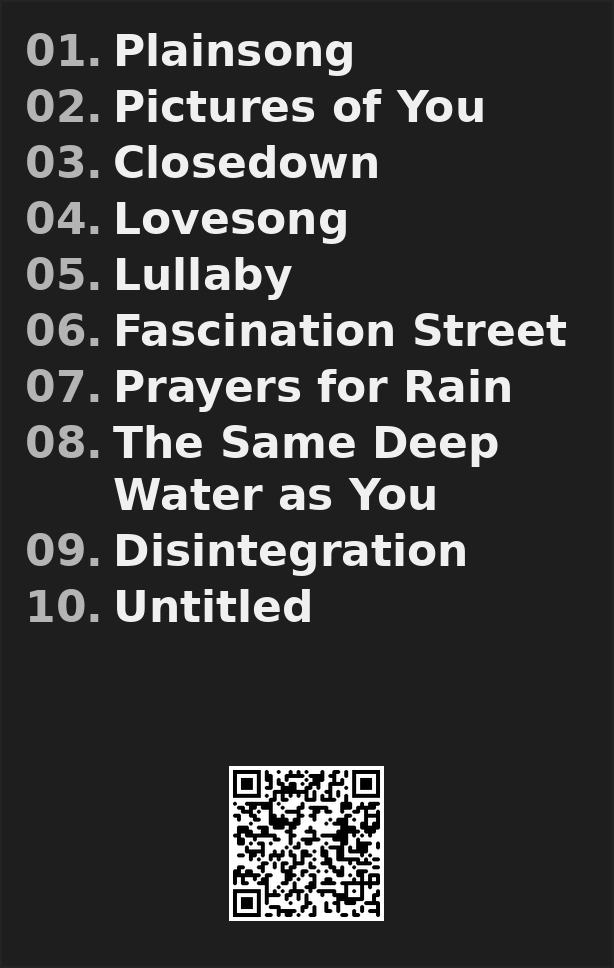 01. Plainsong
02. Pictures of You
03. Closedown
04. Lovesong
05. Lullaby
06. Fascination Street
07. Prayers for Rain
08. The Same Deep
Water as You
09. Disintegration
10. Untitled